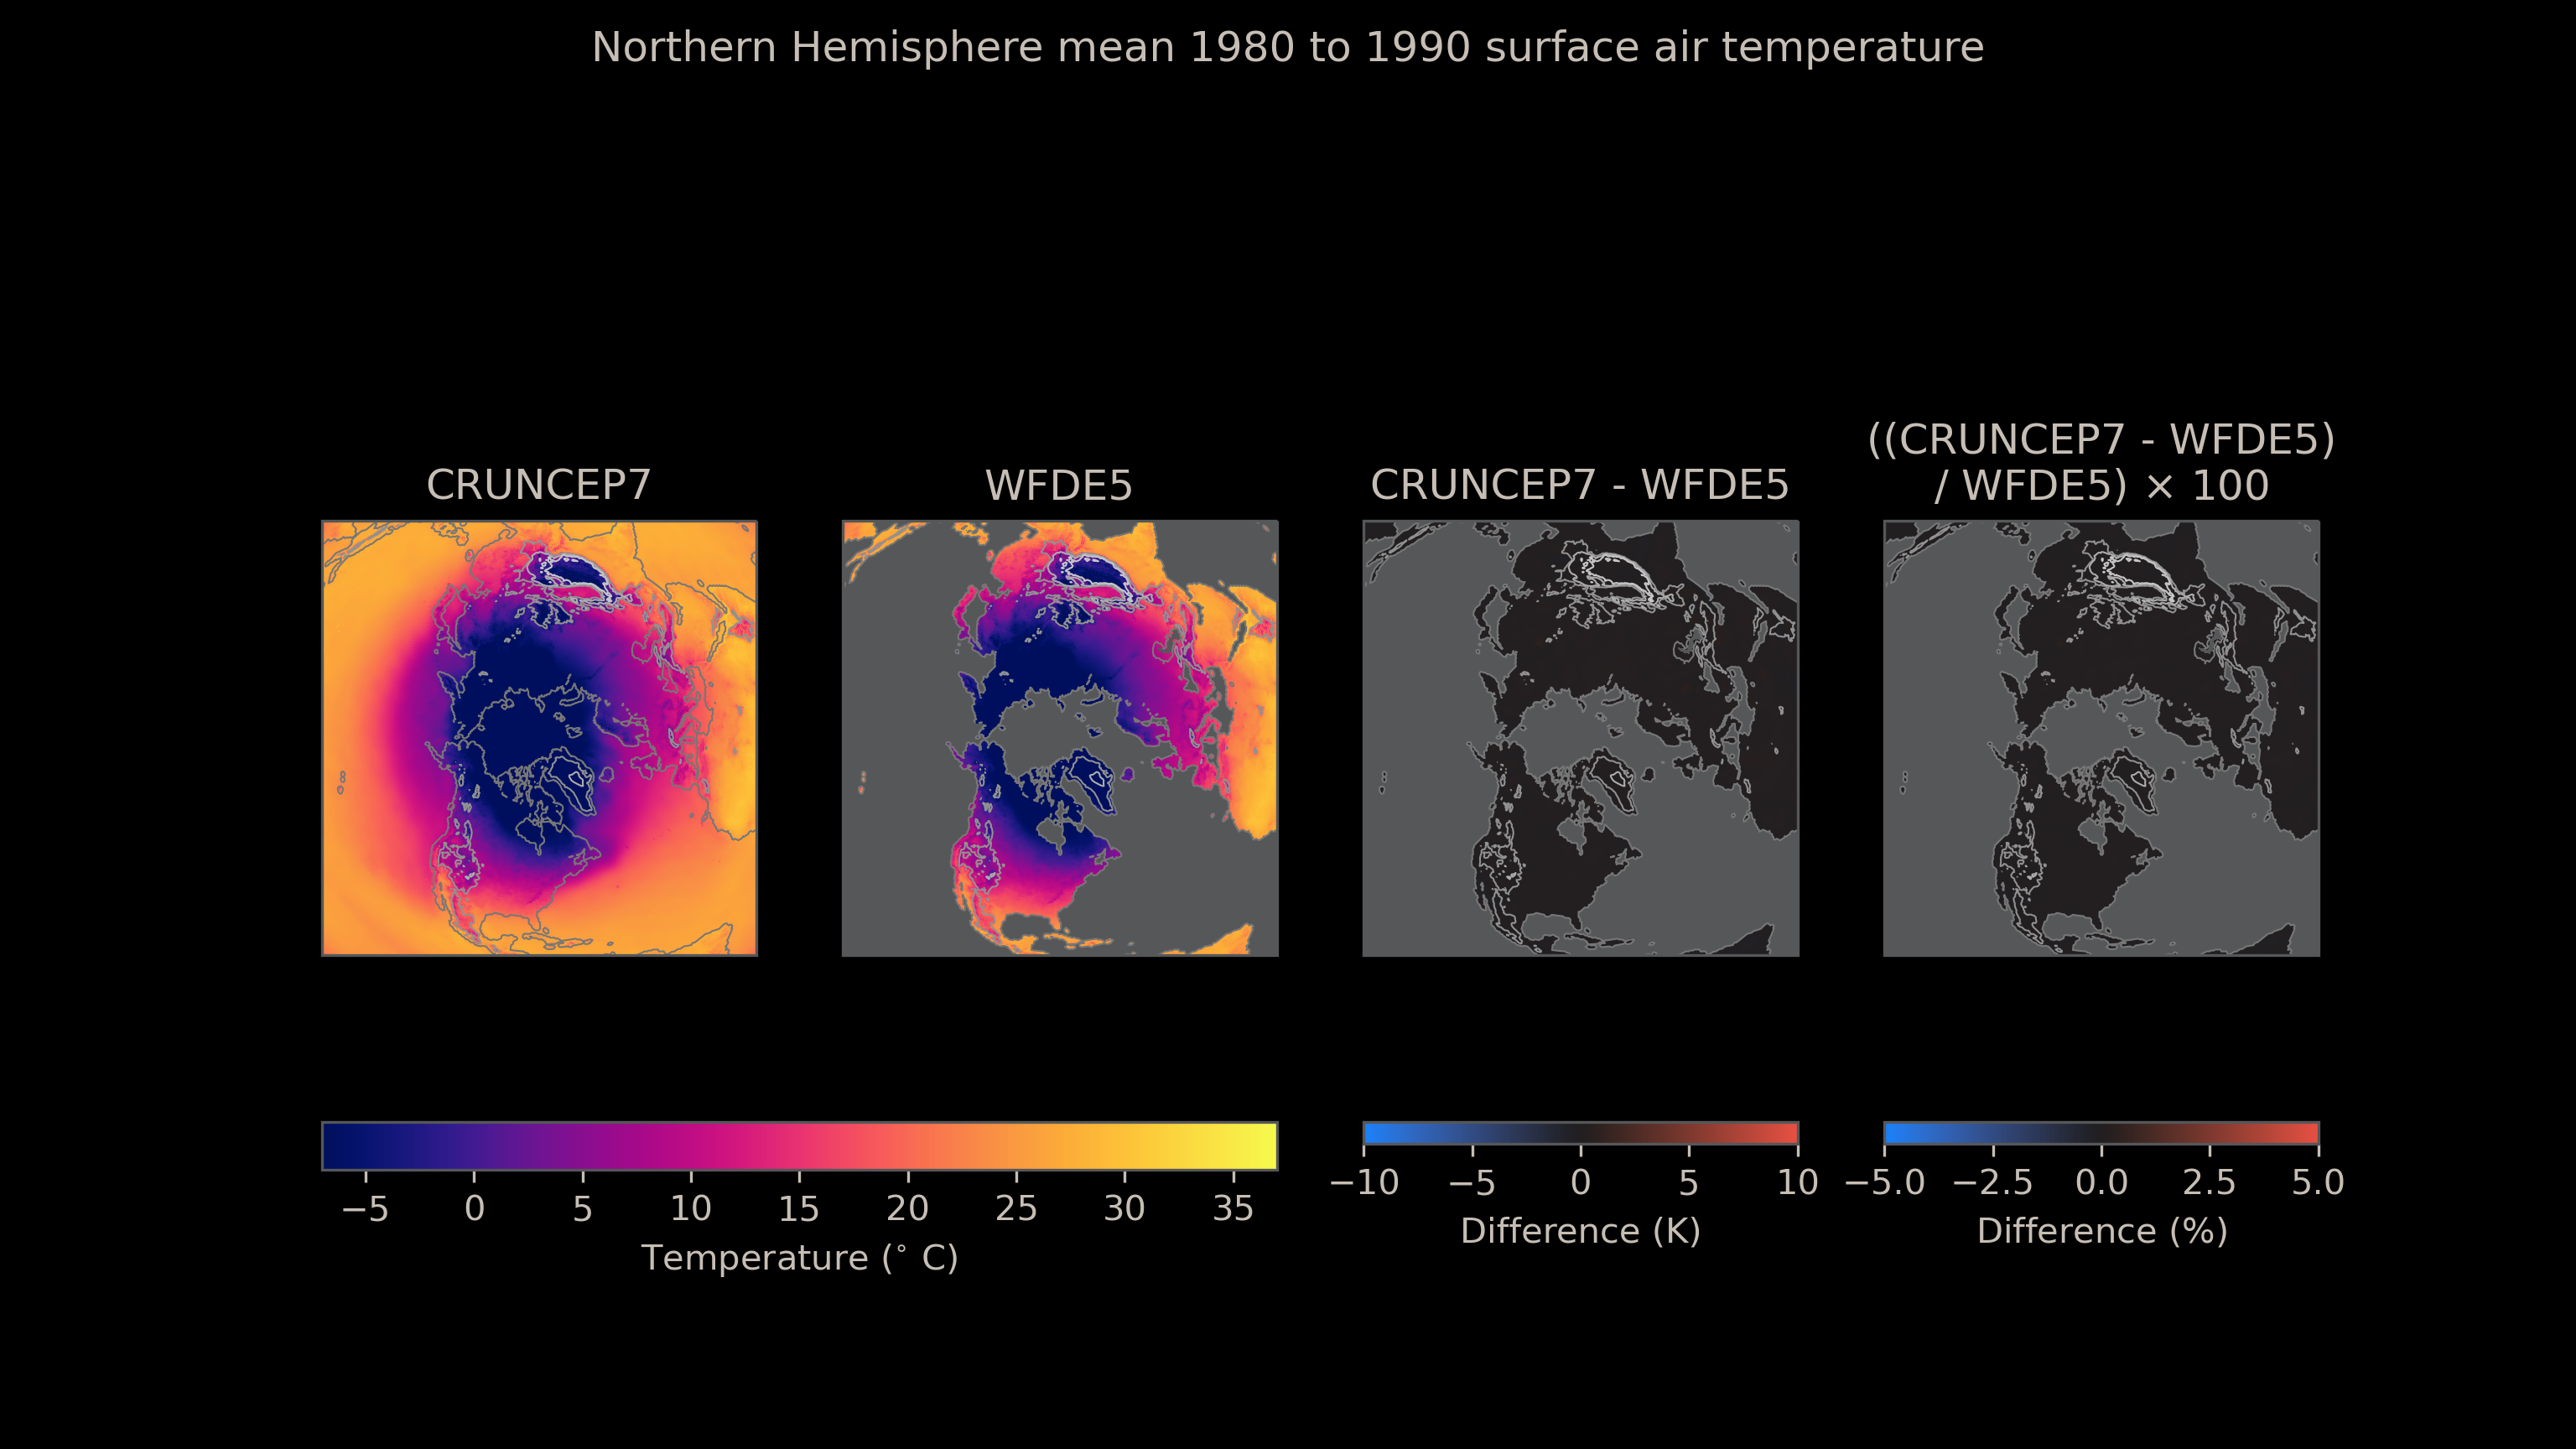 Northern Hemisphere mean 1980 to 1990 surface air temperature
CRUNCEP7
WFDE5
CRUNCEP7 - WFDE5
((CRUNCEP7 - WFDE5)
/ WFDE5) × 100
−5 0 5 10 15 20 25 30 35
Temperature (° C)
−10 −5 0 5 10
Difference (K)
−5.0 −2.5 0.0 2.5 5.0
Difference (%)